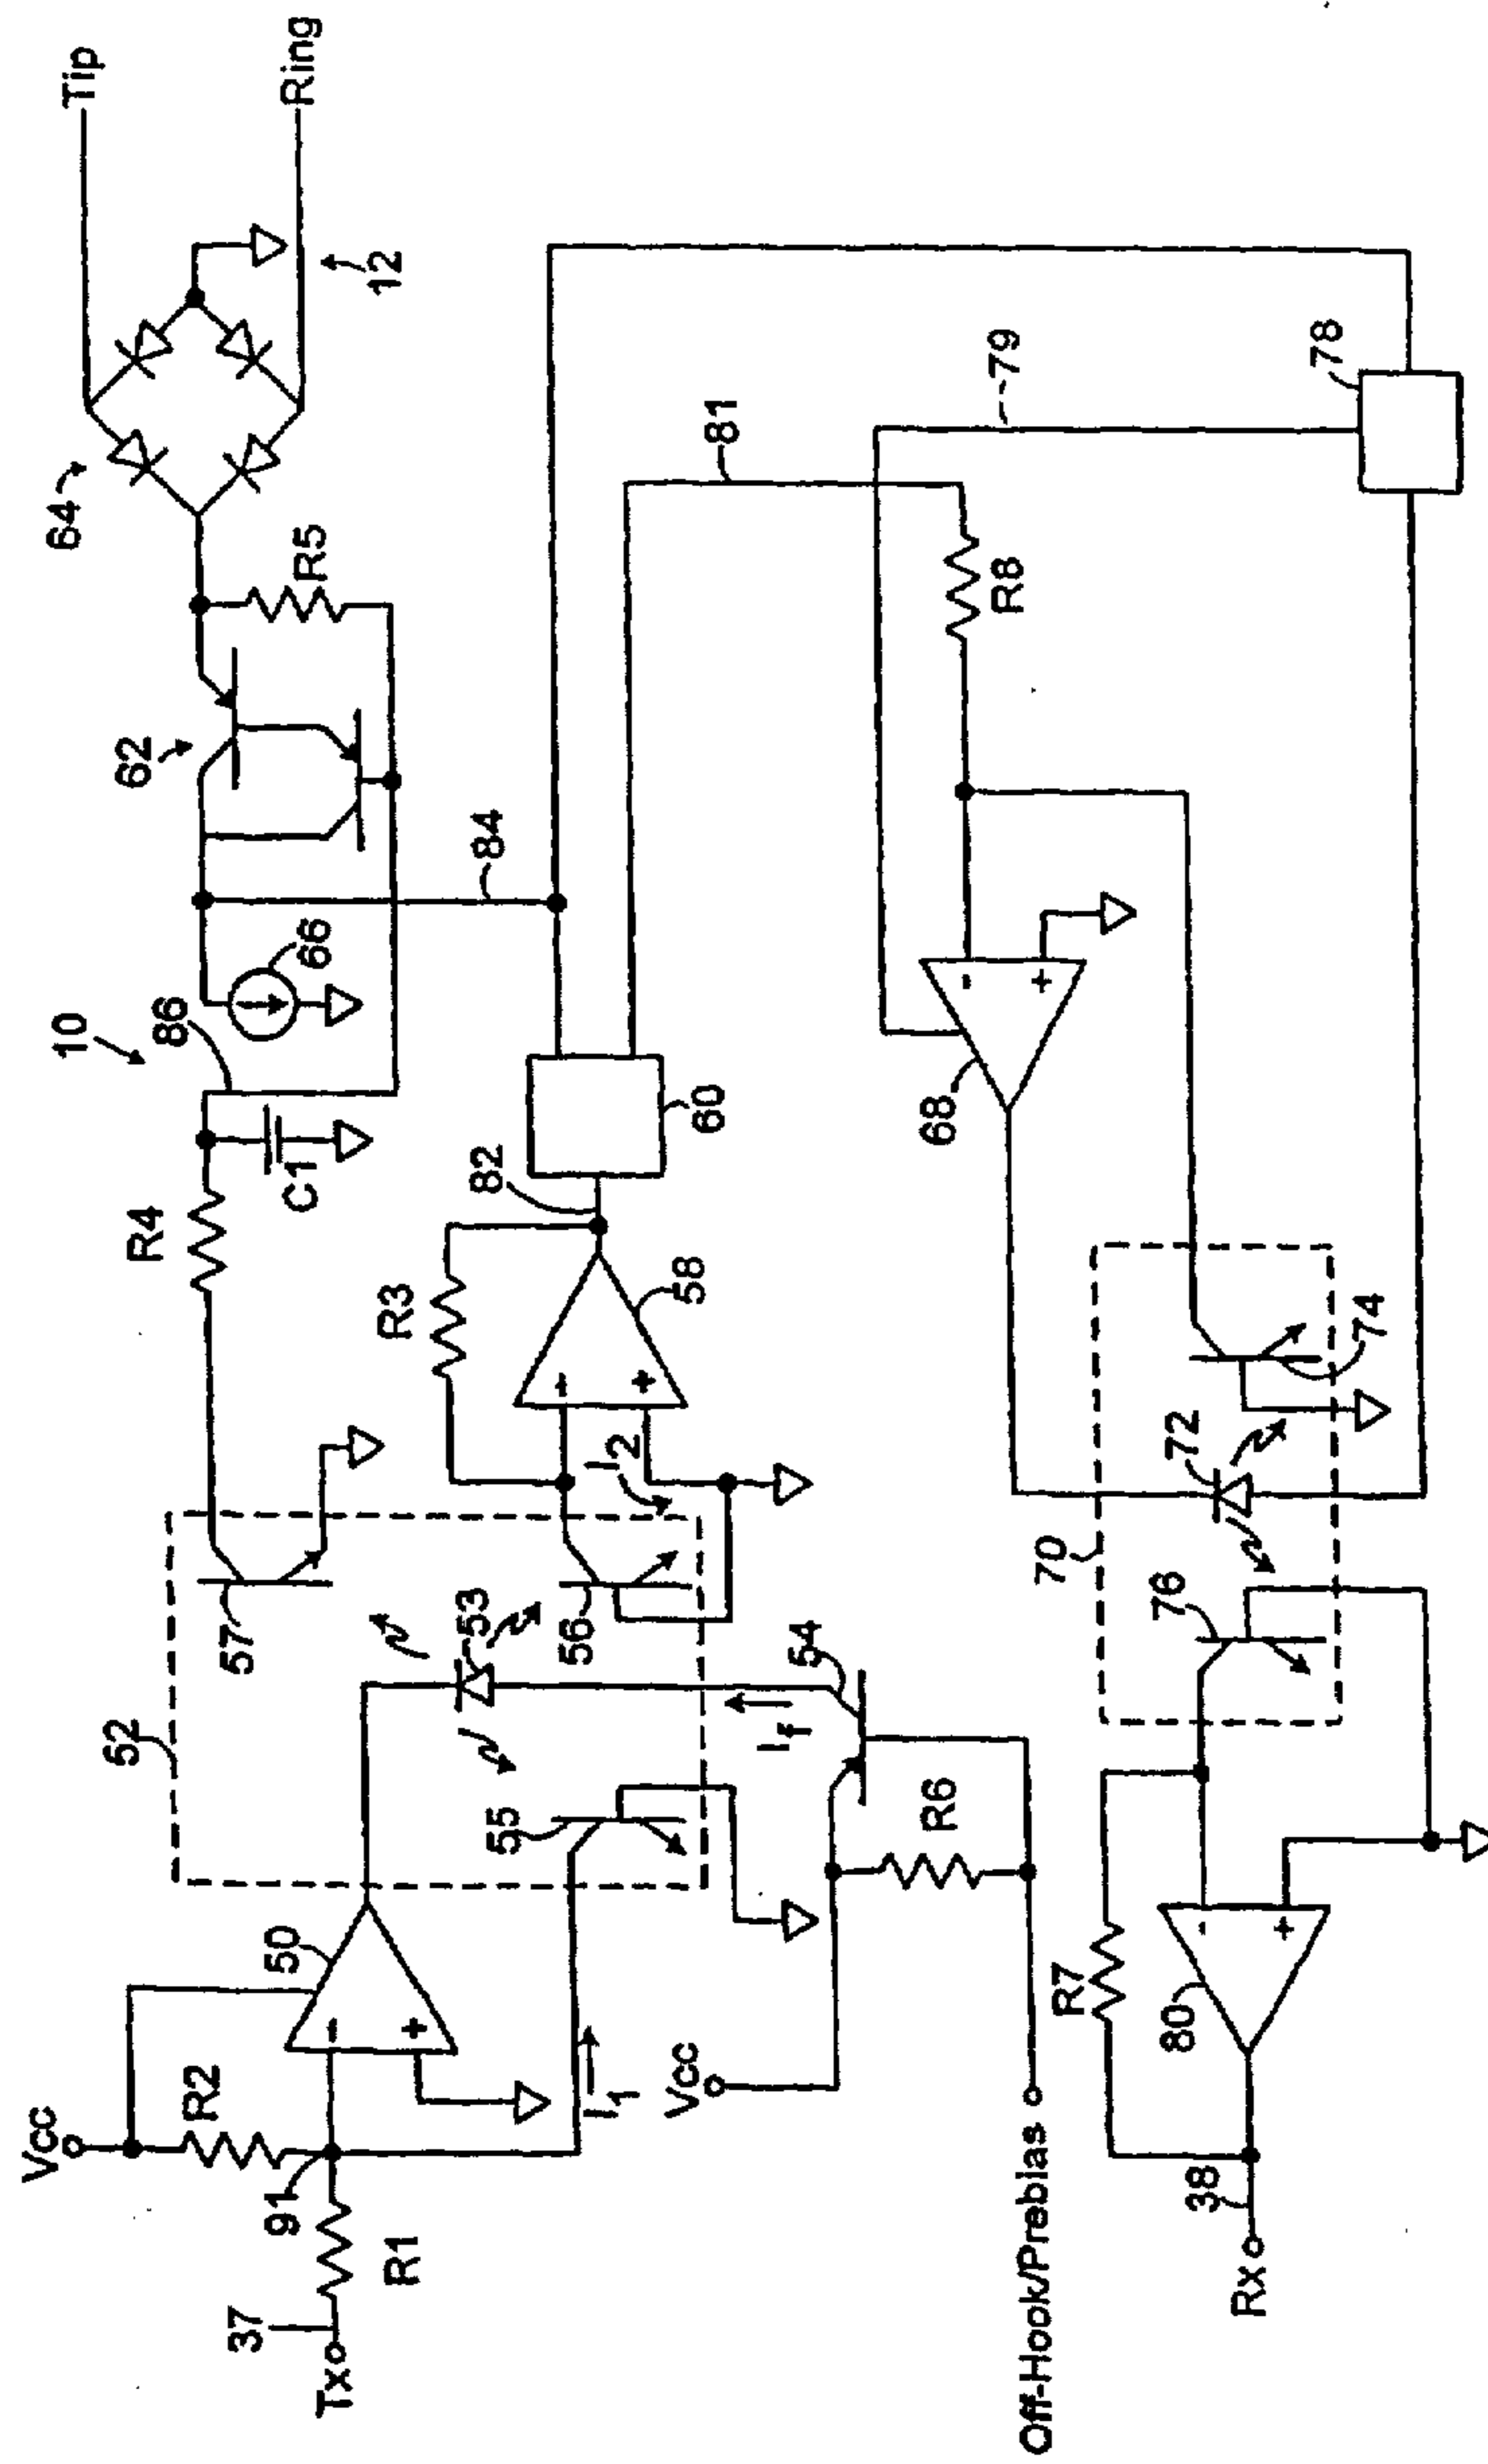 10
Tip
Ring
12
64
R5
62
66
86
84
R4
C1
57
52
R3
82
58
60
81
79
78
I2
56
53
54
If
55
50
Vcc
R2
91
37
Tx
R1
I1
Vcc
R6
Off-Hook/Prebias
R8
68
70
72
74
76
R7
80
38
Rx
-
+
-
+
-
+
-
+